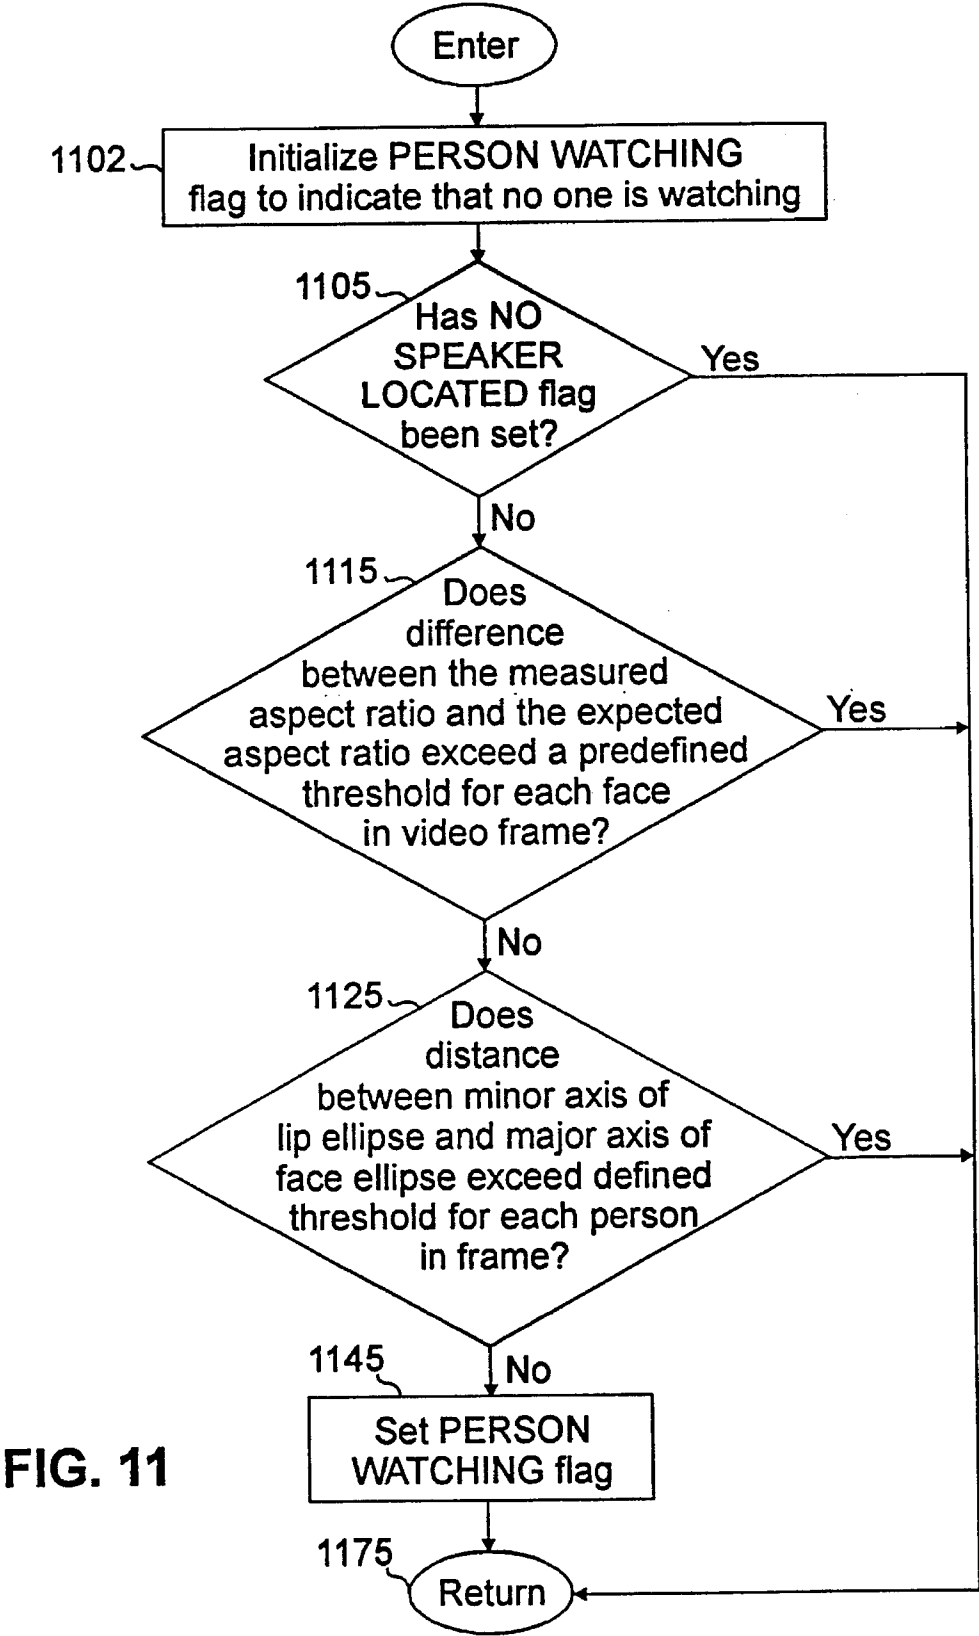 Enter
1102
Initialize PERSON WATCHING
flag to indicate that no one is watching
1105
Has NO
SPEAKER
LOCATED flag
been set?
Yes
No
1115
Does
difference
between the measured
aspect ratio and the expected
aspect ratio exceed a predefined
threshold for each face
in video frame?
Yes
No
1125
Does
distance
between minor axis of
lip ellipse and major axis of
face ellipse exceed defined
threshold for each person
in frame?
Yes
No
1145
Set PERSON
WATCHING flag
FIG. 11
1175
Return